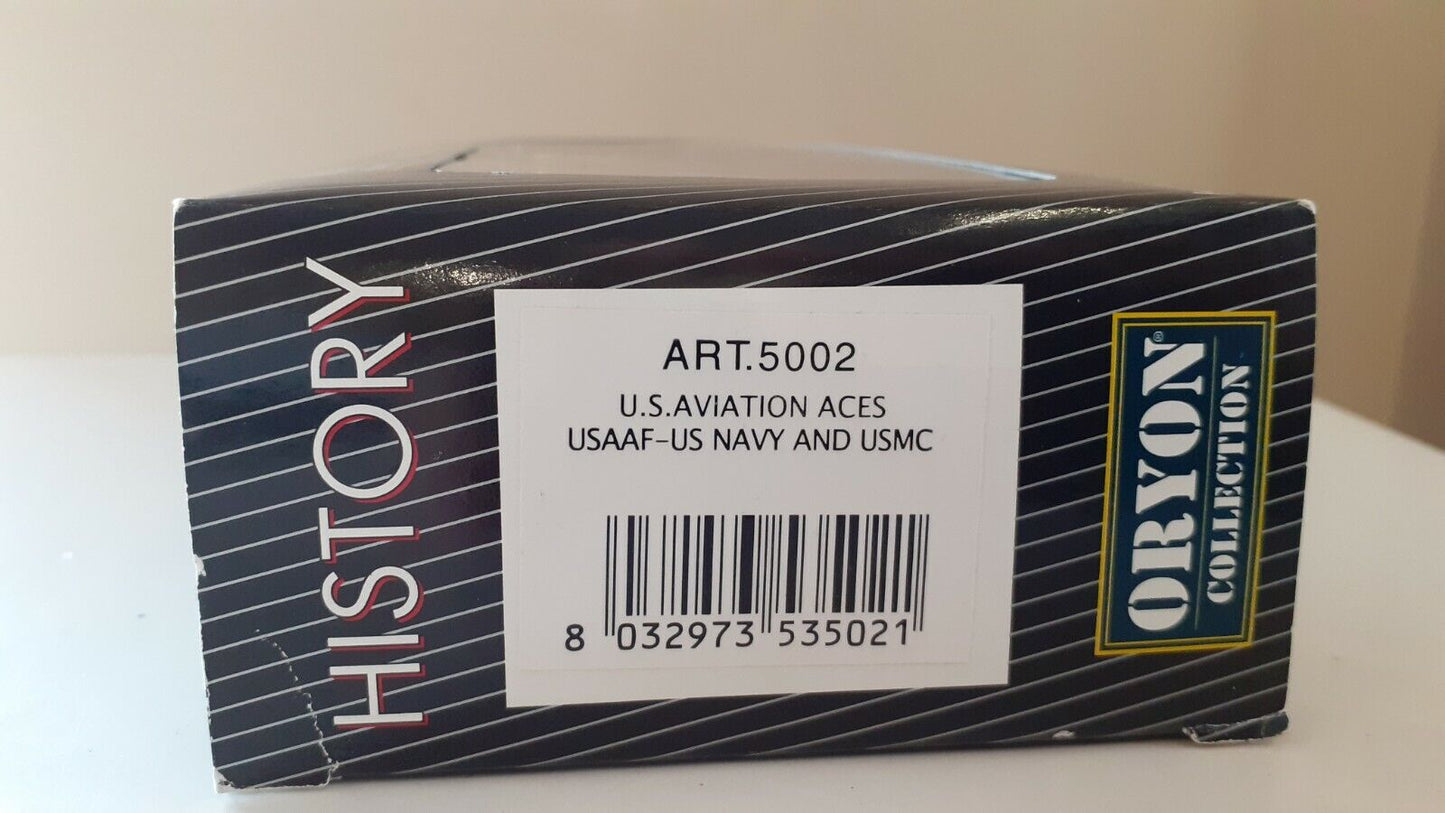 HISTORY
ART.5002
U.S.AVIATION ACES
USAAF-US NAVY AND USMC
8 032973 535021
ORYON®
COLLECTION